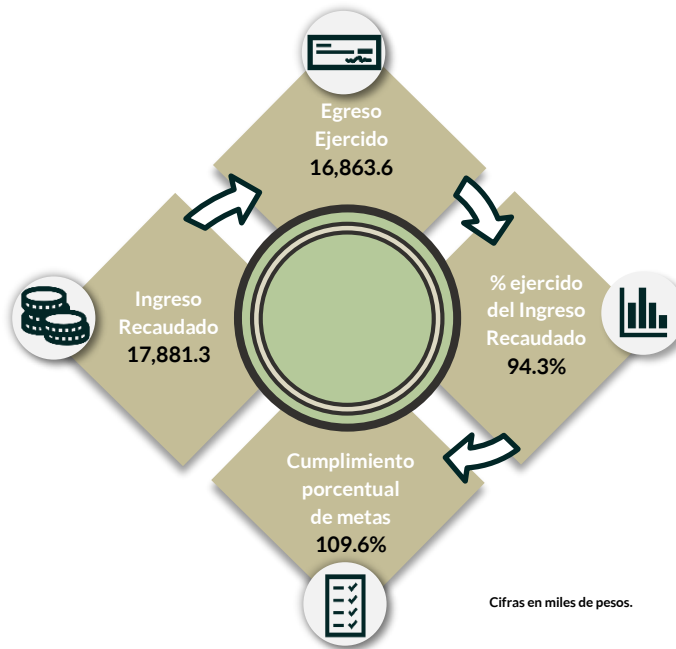 Egreso
Ejercido
16,863.6
Ingreso
Recaudado
17,881.3
% ejercido
del Ingreso
Recaudado
94.3%
Cumplimiento
porcentual
de metas
109.6%
Cifras en miles de pesos.